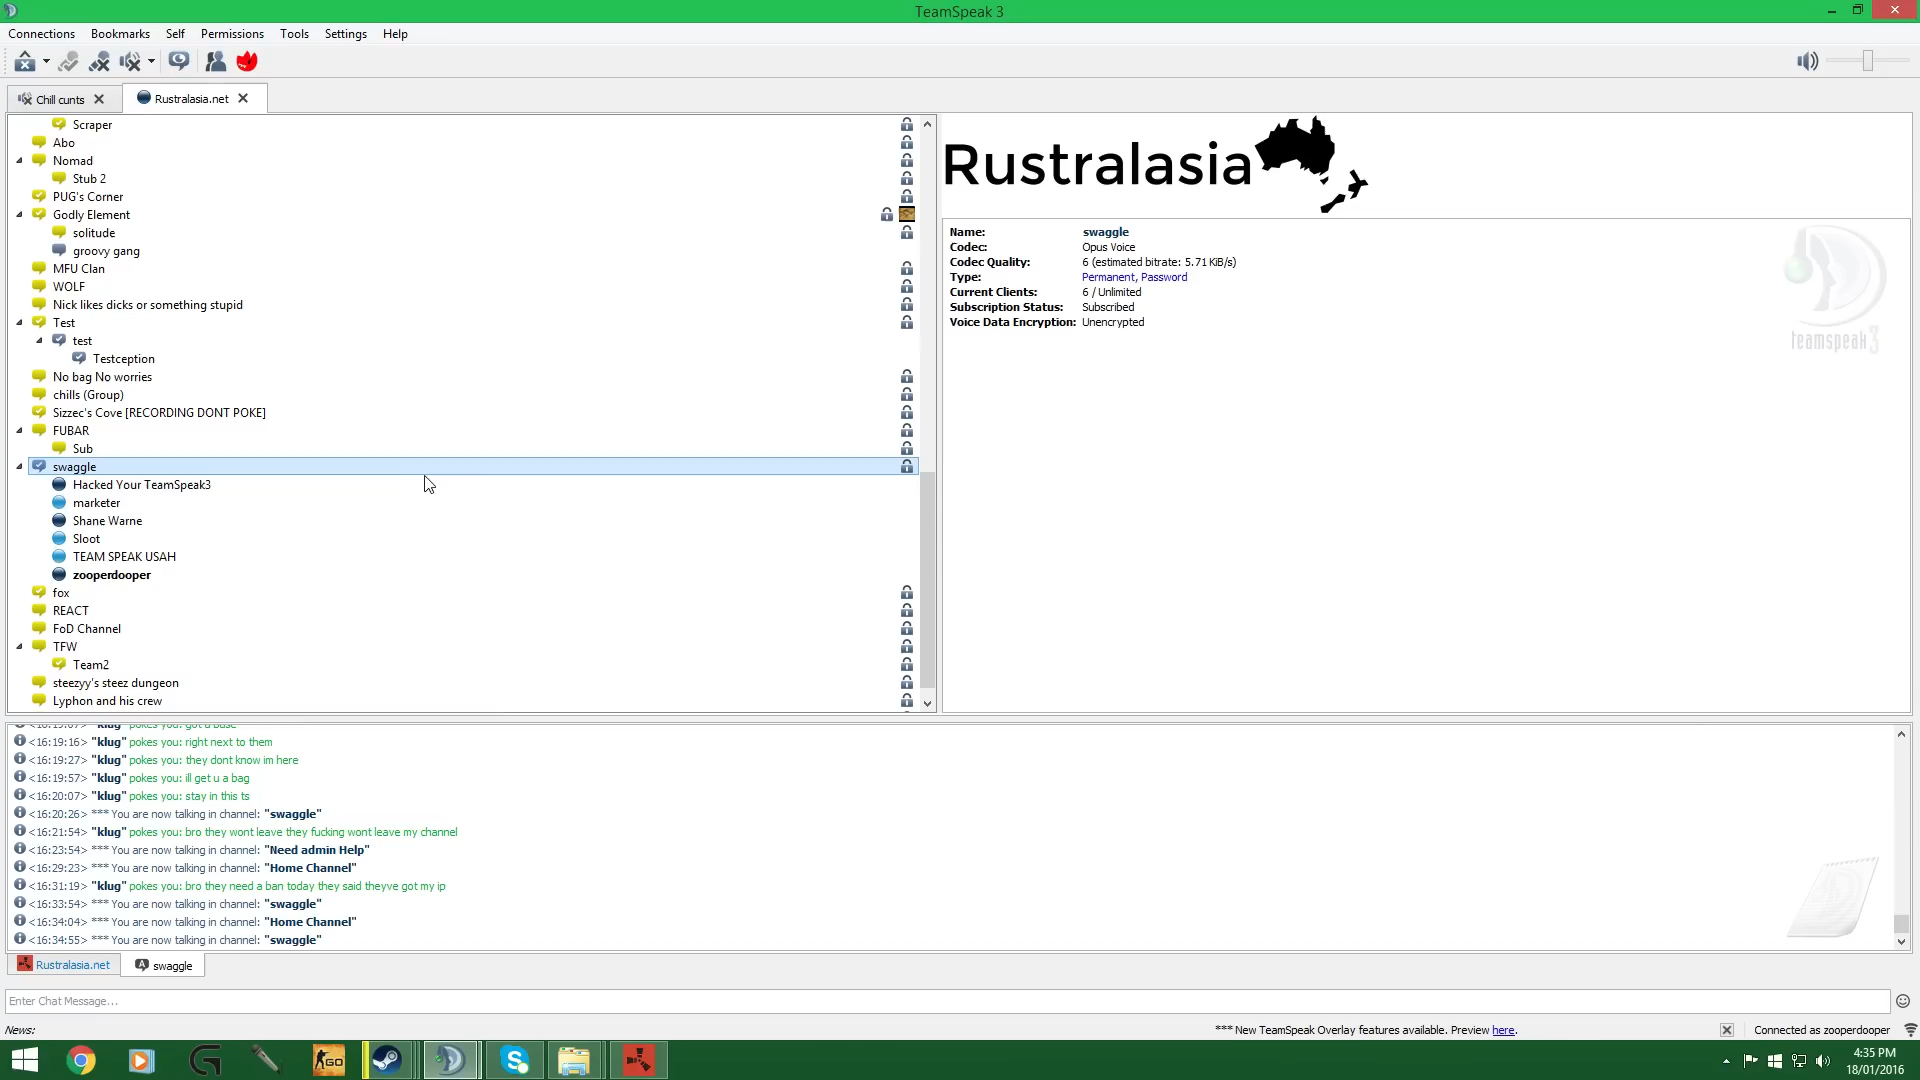 TeamSpeak 3
Connections Bookmarks Self Permissions Tools Settings Help
Chill cunts Rustralasia.net
Scraper
Abo
Nomad
Stub 2
PUG's Corner
Godly Element
solitude
groovy gang
MFU Clan
WOLF
Nick likes dicks or something stupid
Test
test
Testception
No bag No worries
chills (Group)
Sizzec's Cove [RECORDING DONT POKE]
FUBAR
Sub
swaggle
Hacked Your TeamSpeak3
marketer
Shane Warne
Sloot
TEAM SPEAK USAH
zooperdooper
fox
REACT
FoD Channel
TFW
Team2
steezyy's steez dungeon
Lyphon and his crew
Rustralasia
Name: swaggle
Codec: Opus Voice
Codec Quality: 6 (estimated bitrate: 5.71 KiB/s)
Type: Permanent, Password
Current Clients: 6 / Unlimited
Subscription Status: Subscribed
Voice Data Encryption: Unencrypted
teamspeak3
<16:19:07> "klug" pokes you: got a base
<16:19:16> "klug" pokes you: right next to them
<16:19:27> "klug" pokes you: they dont know im here
<16:19:57> "klug" pokes you: ill get u a bag
<16:20:07> "klug" pokes you: stay in this ts
<16:20:26> *** You are now talking in channel: "swaggle"
<16:21:54> "klug" pokes you: bro they wont leave they fucking wont leave my channel
<16:23:54> *** You are now talking in channel: "Need admin Help"
<16:29:23> *** You are now talking in channel: "Home Channel"
<16:31:19> "klug" pokes you: bro they need a ban today they said theyve got my ip
<16:33:54> *** You are now talking in channel: "swaggle"
<16:34:04> *** You are now talking in channel: "Home Channel"
<16:34:55> *** You are now talking in channel: "swaggle"
Rustralasia.net swaggle
Enter Chat Message...
News: *** New TeamSpeak Overlay features available. Preview here. Connected as zooperdooper
GO
4:35 PM
18/01/2016